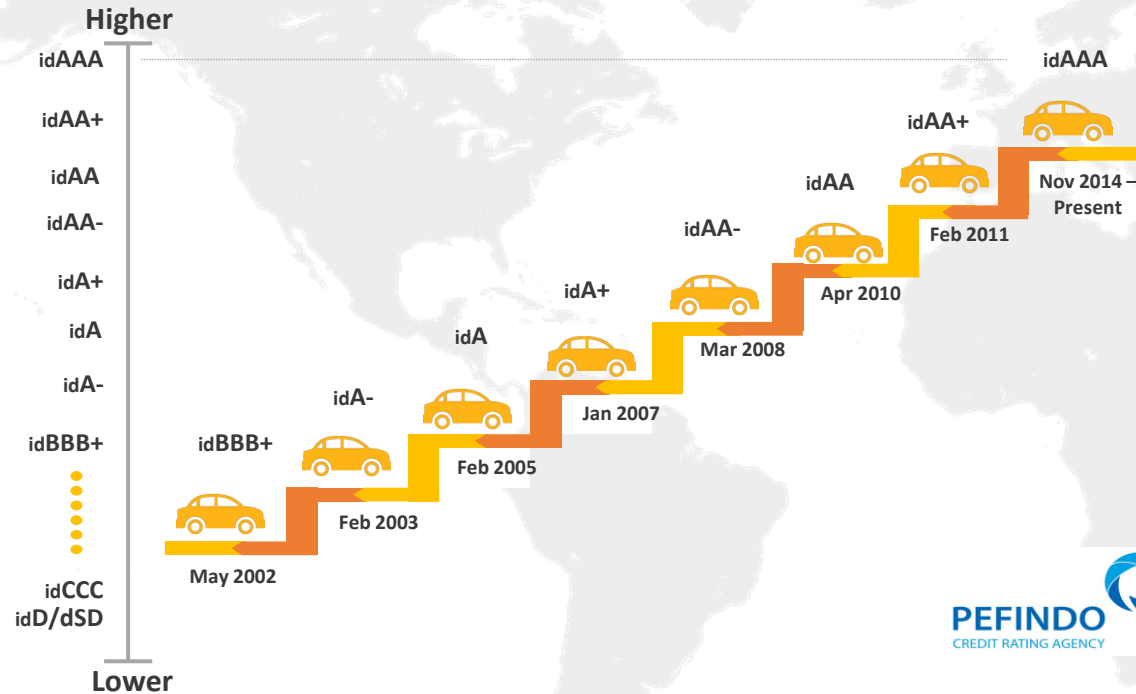 Higher
idAAA
idAA+
idAA
idAA-
idA+
idA
idA-
idBBB+
idCCC
idD/dSD
Lower
idBBB+
May 2002
idA-
Feb 2003
idA
Feb 2005
idA+
Jan 2007
idAA-
Mar 2008
idAA
Apr 2010
idAA+
Feb 2011
idAAA
Nov 2014 –
Present
PEFINDO
CREDIT RATING AGENCY